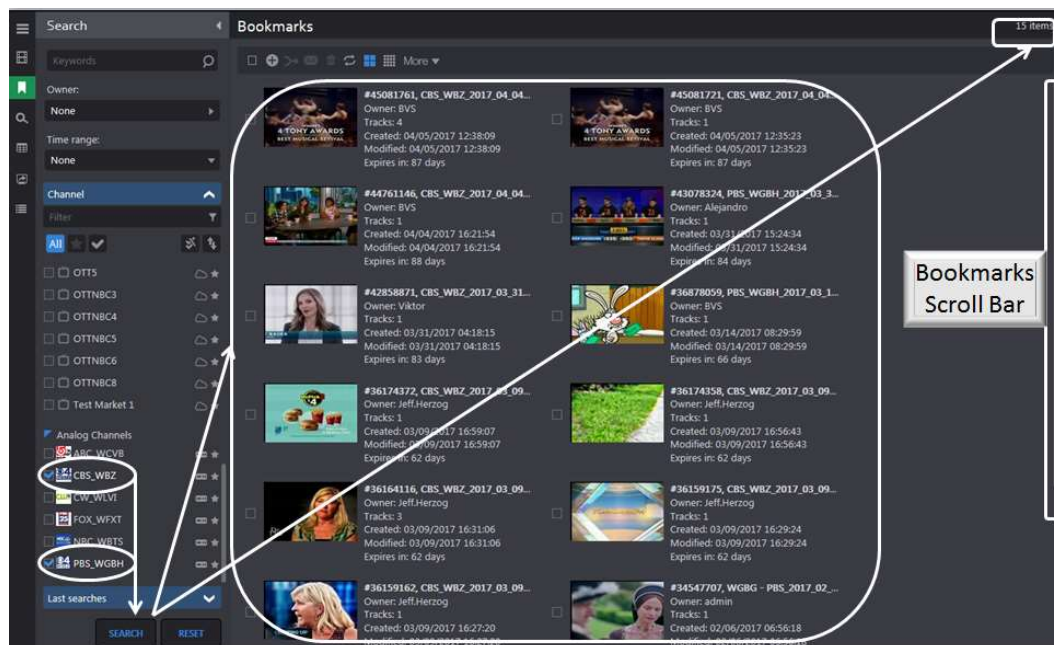 Search
Bookmarks
15 items
Keywords
More
Owner:
None
Time range:
None
Channel
Filter
All
OTT5
OTTNBC3
OTTNBC4
OTTNBC5
OTTNBC6
OTTNBC8
Test Market 1
Analog Channels
ABC_WCVB
CBS_WBZ
CW_WLVI
FOX_WFXT
NBC_WBTS
PBS_WGBH
Last searches
SEARCH
RESET
#45081761, CBS_WBZ_2017_04_04...
Owner: BVS
Tracks: 4
Created: 04/05/2017 12:38:09
Modified: 04/05/2017 12:38:09
Expires in: 87 days
4 TONY AWARDS
BEST MUSICAL REVIVAL
#45081721, CBS_WBZ_2017_04_04...
Owner: BVS
Tracks: 1
Created: 04/05/2017 12:35:23
Modified: 04/05/2017 12:35:23
Expires in: 87 days
4 TONY AWARDS
BEST MUSICAL REVIVAL
#44761146, CBS_WBZ_2017_04_04...
Owner: BVS
Tracks: 1
Created: 04/04/2017 16:21:54
Modified: 04/04/2017 16:21:54
Expires in: 88 days
#43078324, PBS_WGBH_2017_03_3...
Owner: Alejandro
Tracks: 1
Created: 03/31/2017 15:24:34
Modified: 03/31/2017 15:24:34
Expires in: 84 days
#42858871, CBS_WBZ_2017_03_31...
Owner: Viktor
Tracks: 1
Created: 03/31/2017 04:18:15
Modified: 03/31/2017 04:18:15
Expires in: 83 days
#36878059, PBS_WGBH_2017_03_1...
Owner: BVS
Tracks: 1
Created: 03/14/2017 08:29:59
Modified: 03/14/2017 08:29:59
Expires in: 66 days
#36174372, CBS_WBZ_2017_03_09...
Owner: Jeff.Herzog
Tracks: 1
Created: 03/09/2017 16:59:07
Modified: 03/09/2017 16:59:07
Expires in: 62 days
#36174358, CBS_WBZ_2017_03_09...
Owner: Jeff.Herzog
Tracks: 1
Created: 03/09/2017 16:56:43
Modified: 03/09/2017 16:56:43
Expires in: 62 days
#36164116, CBS_WBZ_2017_03_09...
Owner: Jeff.Herzog
Tracks: 3
Created: 03/09/2017 16:31:06
Modified: 03/09/2017 16:31:06
Expires in: 62 days
#36159175, CBS_WBZ_2017_03_09...
Owner: Jeff.Herzog
Tracks: 1
Created: 03/09/2017 16:29:24
Modified: 03/09/2017 16:29:24
Expires in: 62 days
#36159162, CBS_WBZ_2017_03_09...
Owner: Jeff.Herzog
Tracks: 1
Created: 03/09/2017 16:27:20
#34547707, WGBG - PBS_2017_02_...
Owner: admin
Tracks: 1
Created: 02/06/2017 06:56:18
Bookmarks
Scroll Bar